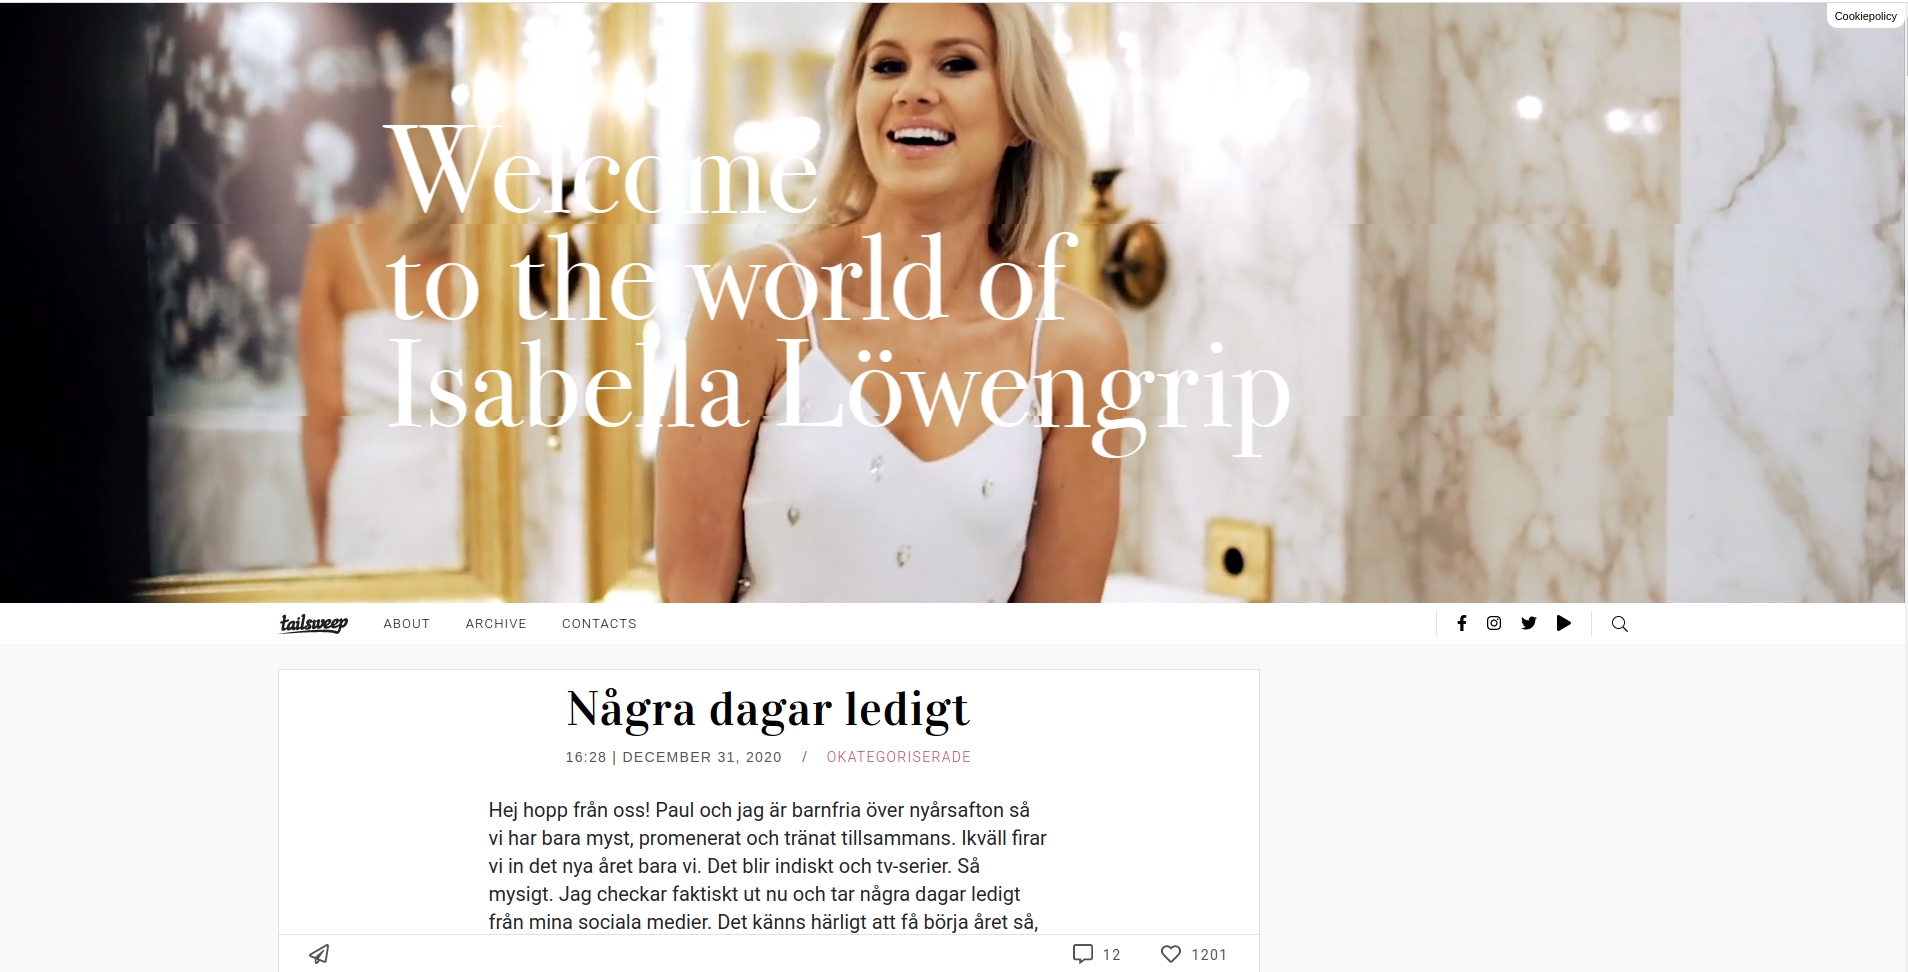 Cookiepolicy
Welcome
to the world of
Isabella Löwengrip
tailsweep
ABOUT
ARCHIVE
CONTACTS
Några dagar ledigt
16:28 | DECEMBER 31, 2020 / OKATEGORISERADE
Hej hopp från oss! Paul och jag är barnfria över nyårsafton så
vi har bara myst, promenerat och tränat tillsammans. Ikväll firar
vi in det nya året bara vi. Det blir indiskt och tv-serier. Så
mysigt. Jag checkar faktiskt ut nu och tar några dagar ledigt
från mina sociala medier. Det känns härligt att få börja året så,
12
1201